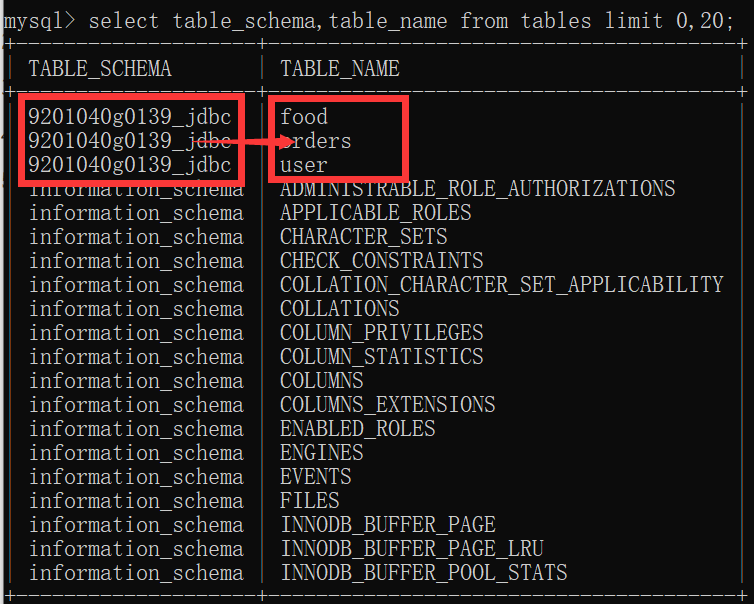 mysql> select table_schema,table_name from tables limit 0,20;
TABLE_SCHEMA TABLE_NAME
9201040g0139_jdbc food
9201040g0139_jdbc orders
9201040g0139_jdbc user
information_schema ADMINISTRABLE_ROLE_AUTHORIZATIONS
information_schema APPLICABLE_ROLES
information_schema CHARACTER_SETS
information_schema CHECK_CONSTRAINTS
information_schema COLLATION_CHARACTER_SET_APPLICABILITY
information_schema COLLATIONS
information_schema COLUMN_PRIVILEGES
information_schema COLUMN_STATISTICS
information_schema COLUMNS
information_schema COLUMNS_EXTENSIONS
information_schema ENABLED_ROLES
information_schema ENGINES
information_schema EVENTS
information_schema FILES
information_schema INNODB_BUFFER_PAGE
information_schema INNODB_BUFFER_PAGE_LRU
information_schema INNODB_BUFFER_POOL_STATS